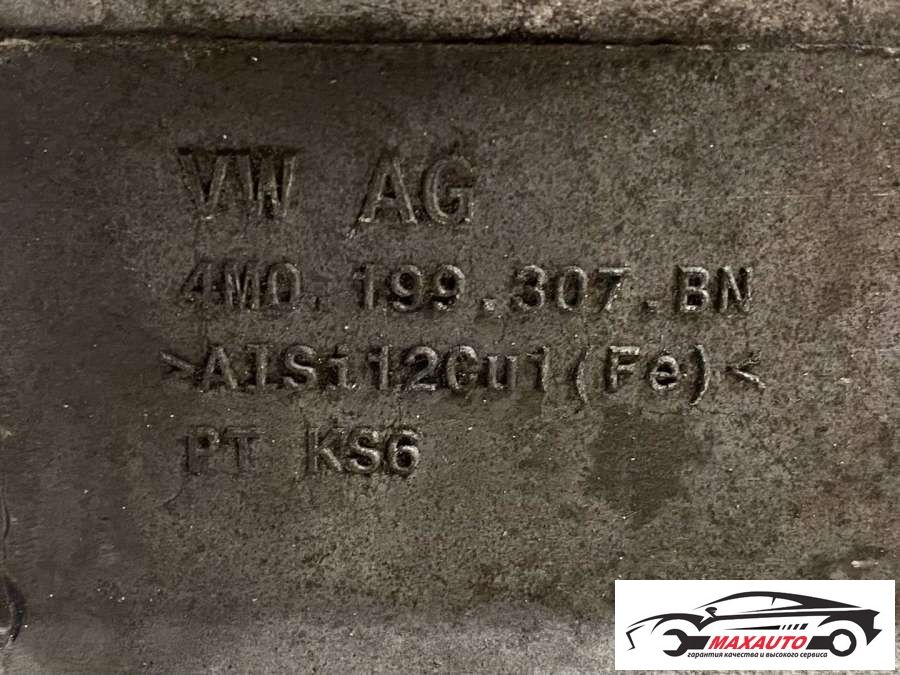 VW AG
4M0.199.307.BN
>AlSi12Cu1(Fe)<
PT KS6
MAXAUTO
гарантия качества и высокого сервиса